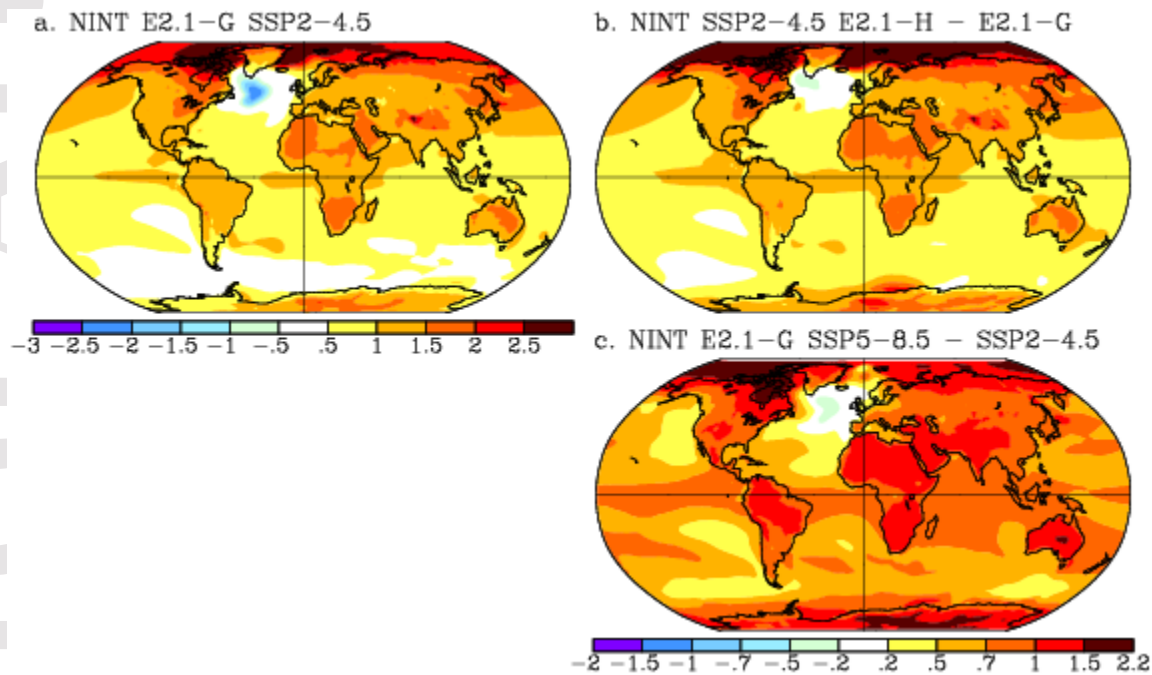 a. NINT E2.1-G SSP2-4.5
b. NINT SSP2-4.5 E2.1-H - E2.1-G
-3 -2.5 -2 -1.5 -1 -.5 .5 1 1.5 2 2.5
c. NINT E2.1-G SSP5-8.5 - SSP2-4.5
-2 -1.5 -1 -.7 -.5 -.2 .2 .5 .7 1 1.5 2.2